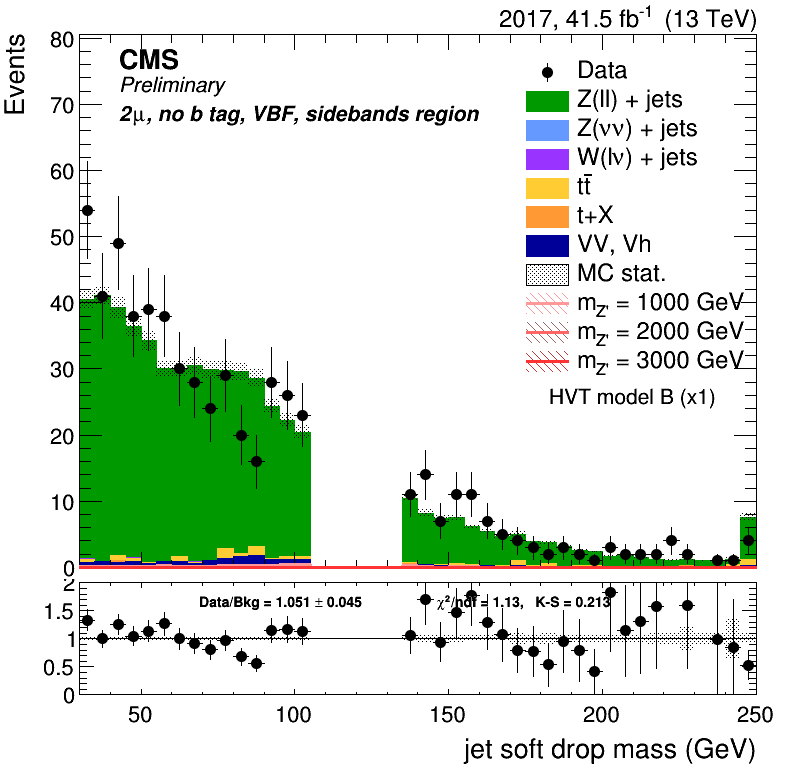 2017, 41.5 fb⁻¹ (13 TeV)
Events
CMS
Preliminary
2μ, no b tag, VBF, sidebands region
Data
Z(ll) + jets
Z(νν) + jets
W(lν) + jets
tt̄
t+X
VV, Vh
MC stat.
m_Z' = 1000 GeV
m_Z' = 2000 GeV
m_Z' = 3000 GeV
HVT model B (x1)
80
70
60
50
40
30
20
10
0
Data/Bkg = 1.051 ± 0.045 χ²/ndf = 1.13, K-S = 0.213
2
1.5
1
0.5
0
50 100 150 200 250
jet soft drop mass (GeV)